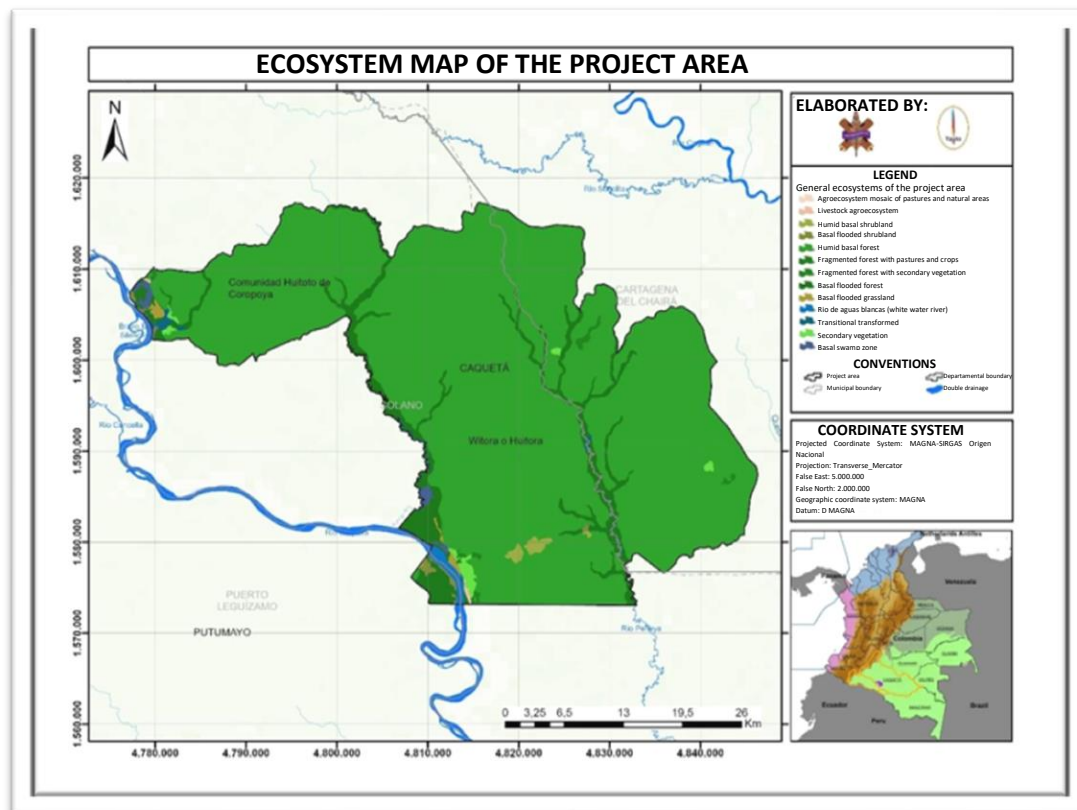 ECOSYSTEM MAP OF THE PROJECT AREA
N
1.620.000
1.610.000
1.600.000
1.590.000
1.580.000
1.570.000
1.560.000
4.780.000
4.790.000
4.800.000
4.810.000
4.820.000
4.830.000
4.840.000
Comunidad Huitoto de
Coropoya
CARTAGENA
DEL CHAIRÁ
CAQUETÁ
SOLANO
Witora o Huitora
PUERTO
LEGUÍZAMO
PUTUMAYO
Río Peneya
0 3,25 6,5 13 19,5 26
Km
ELABORATED BY:
LEGEND
General ecosystems of the project area
Agroecosystem mosaic of pastures and natural areas
Livestock agroecosystem
Humid basal shrubland
Basal flooded shrubland
Humid basal forest
Fragmented forest with pastures and crops
Fragmented forest with secondary vegetation
Basal flooded forest
Basal flooded grassland
Rio de aguas blancas (white water river)
Transitional transformed
Secondary vegetation
Basal swamp zone
CONVENTIONS
Project area
Departmental boundary
Municipal boundary
Double drainage
COORDINATE SYSTEM
Projected Coordinate System: MAGNA-SIRGAS Origen
Nacional
Projection: Transverse_Mercator
False East: 5.000.000
False North: 2.000.000
Geographic coordinate system: MAGNA
Datum: D MAGNA
Netherlands Antilles
Panama
Venezuela
Colombia
Ecuador
Peru
Brazil